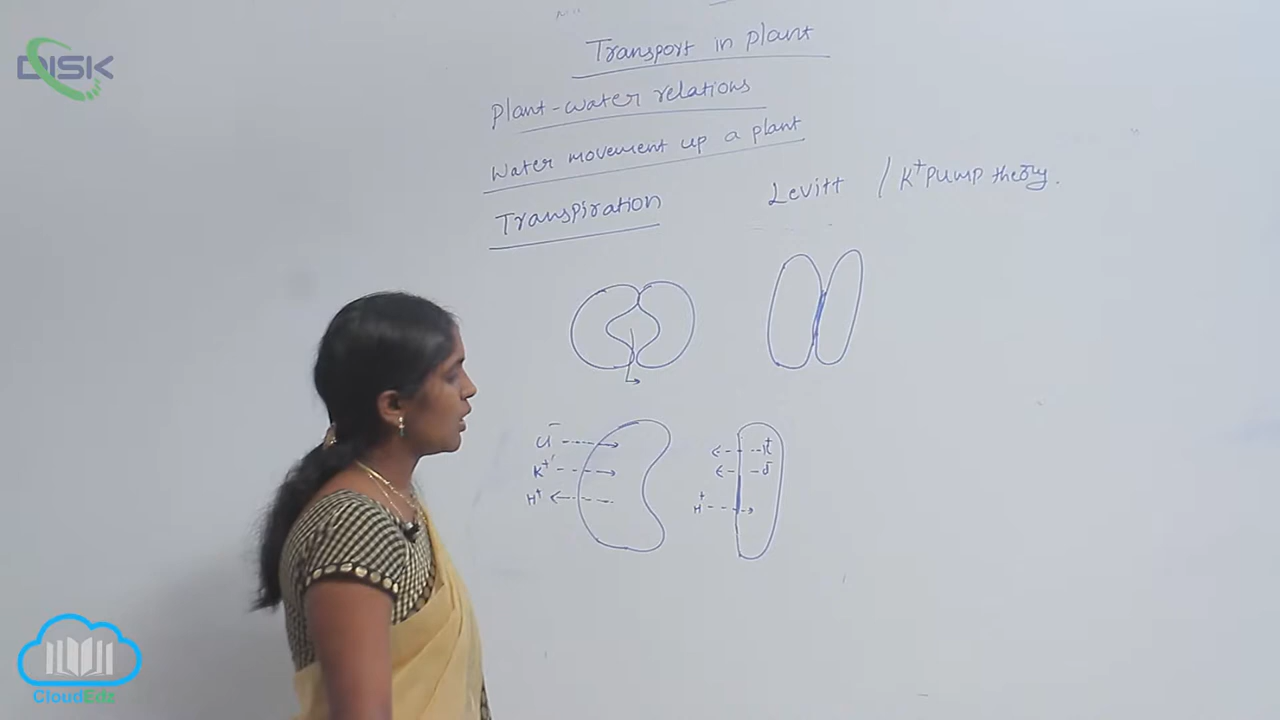 DISK
Transport in plant
Plant-water relations
Water movement up a plant
Transpiration
Levitt / K+ pump theory.
Cl-
K+
H+
K+
Cl-
H+
CloudEdz